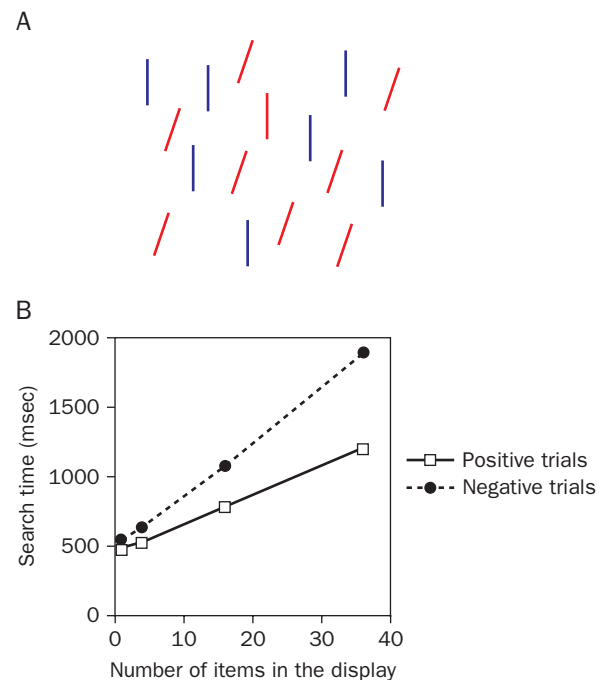 A
B
2000
1500
1000
500
0
Search time (msec)
0 10 20 30 40
Number of items in the display
Positive trials
Negative trials